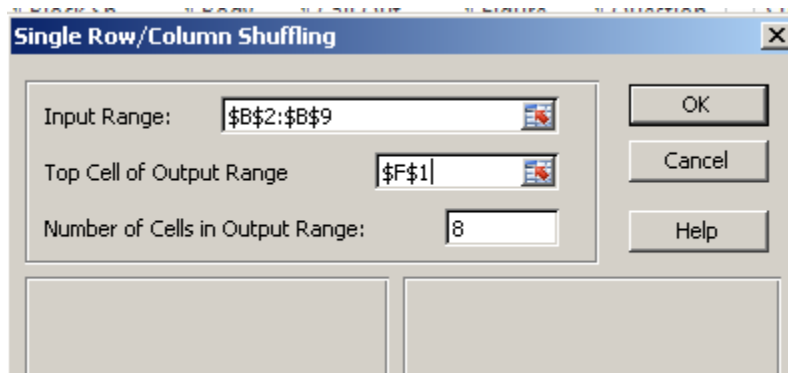 Single Row/Column Shuffling
Input Range: $B$2:$B$9
OK
Top Cell of Output Range $F$1
Cancel
Number of Cells in Output Range: 8
Help